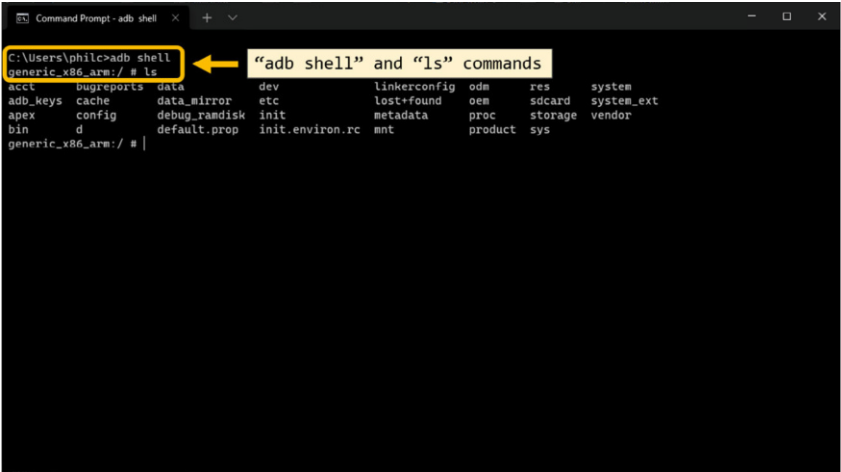 Command Prompt - adb shell
C:\Users\philc>adb shell
“adb shell” and “ls” commands
generic_x86_arm:/ # ls
acct bugreports data dev linkerconfig odm res system
adb_keys cache data_mirror etc lost+found oem sdcard system_ext
apex config debug_ramdisk init metadata proc storage vendor
bin d default.prop init.environ.rc mnt product sys
generic_x86_arm:/ #